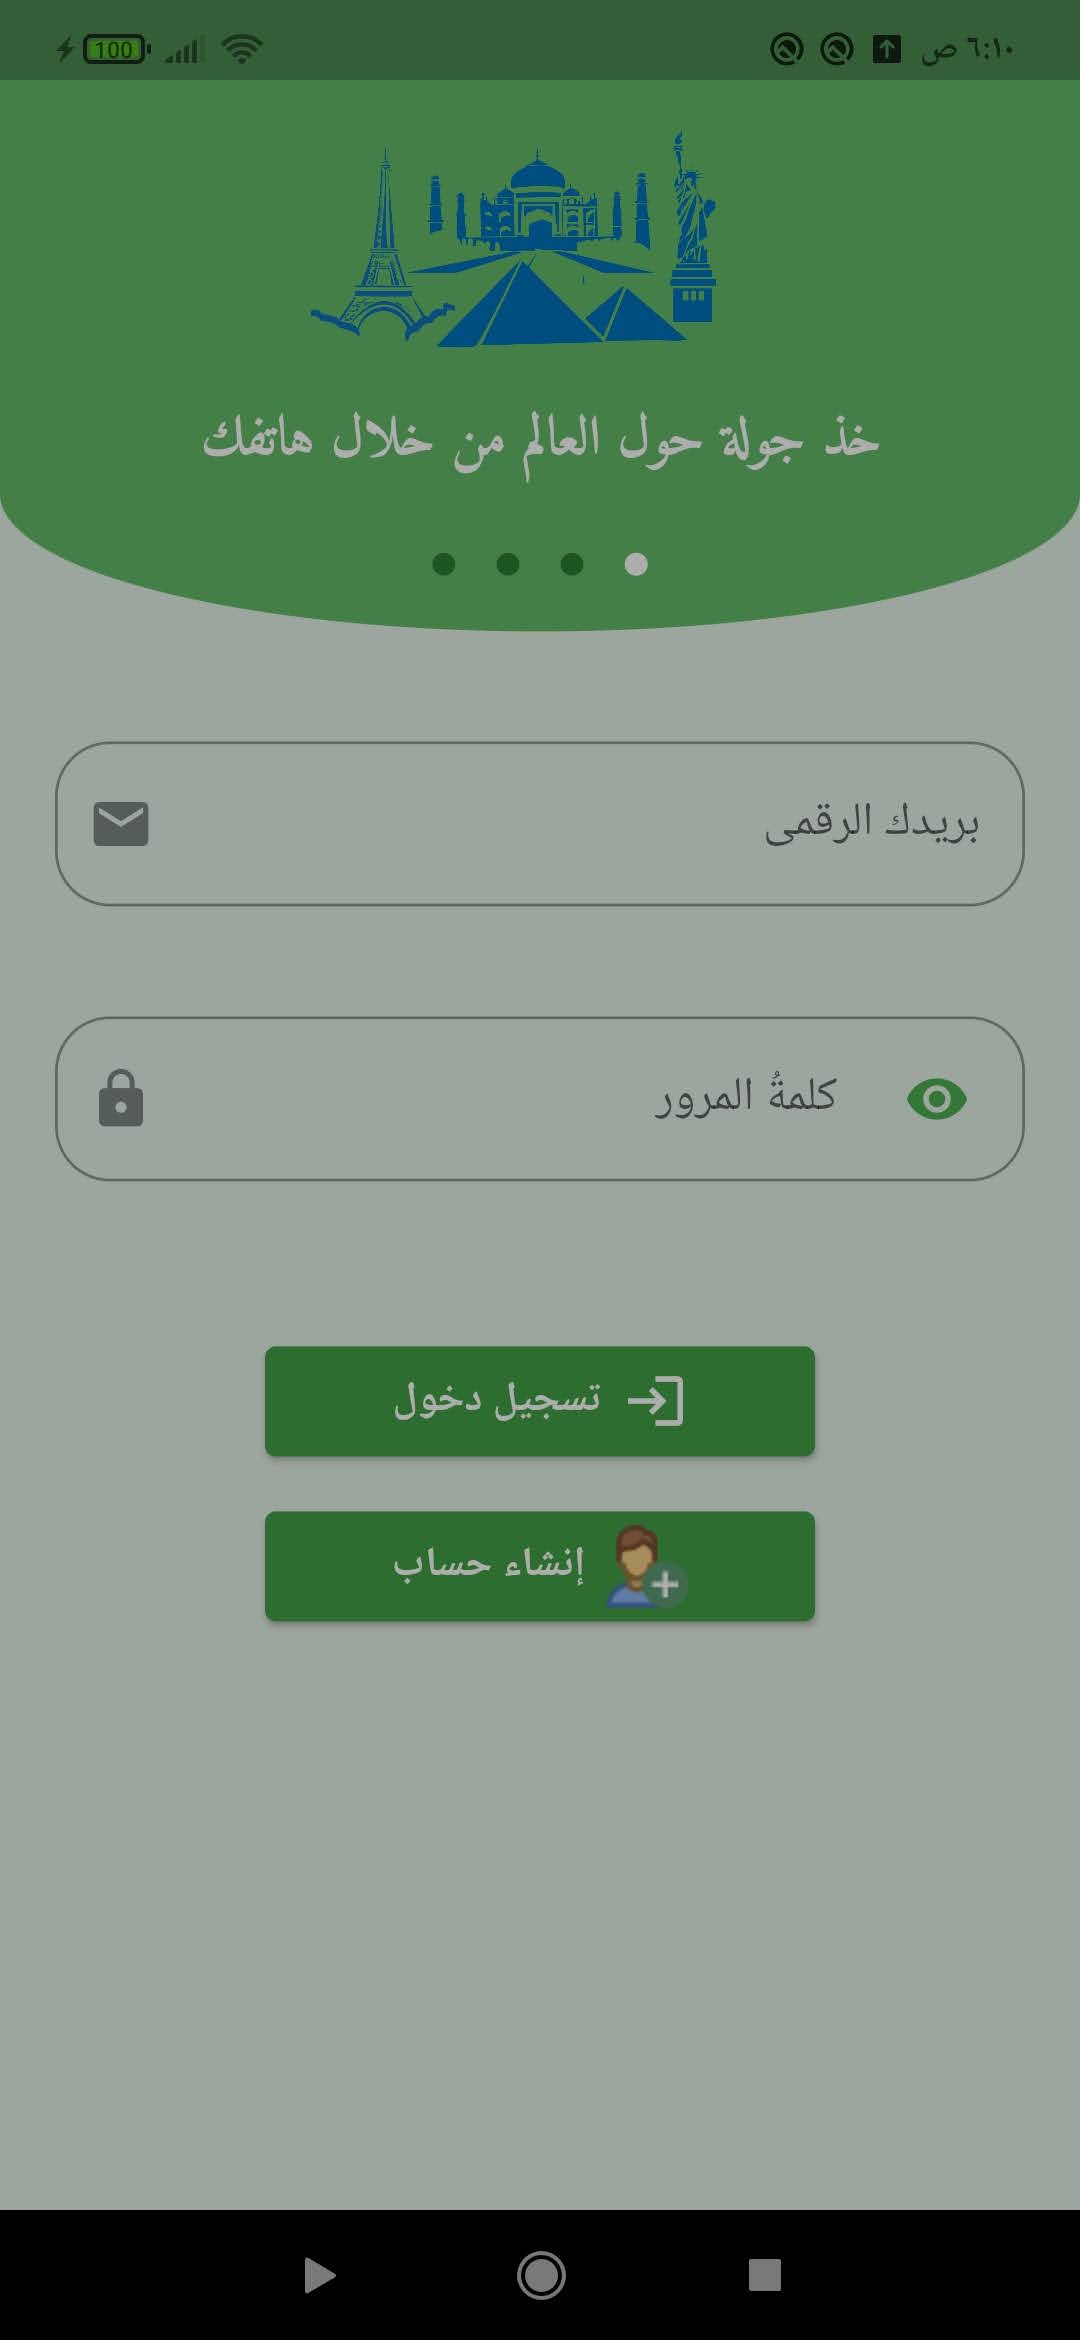 ٦:١٠ ص
100
خذ جولة حول العالم من خلال هاتفك
بريدك الرقمى
كلمةُ المرور
تسجيل دخول
إنشاء حساب